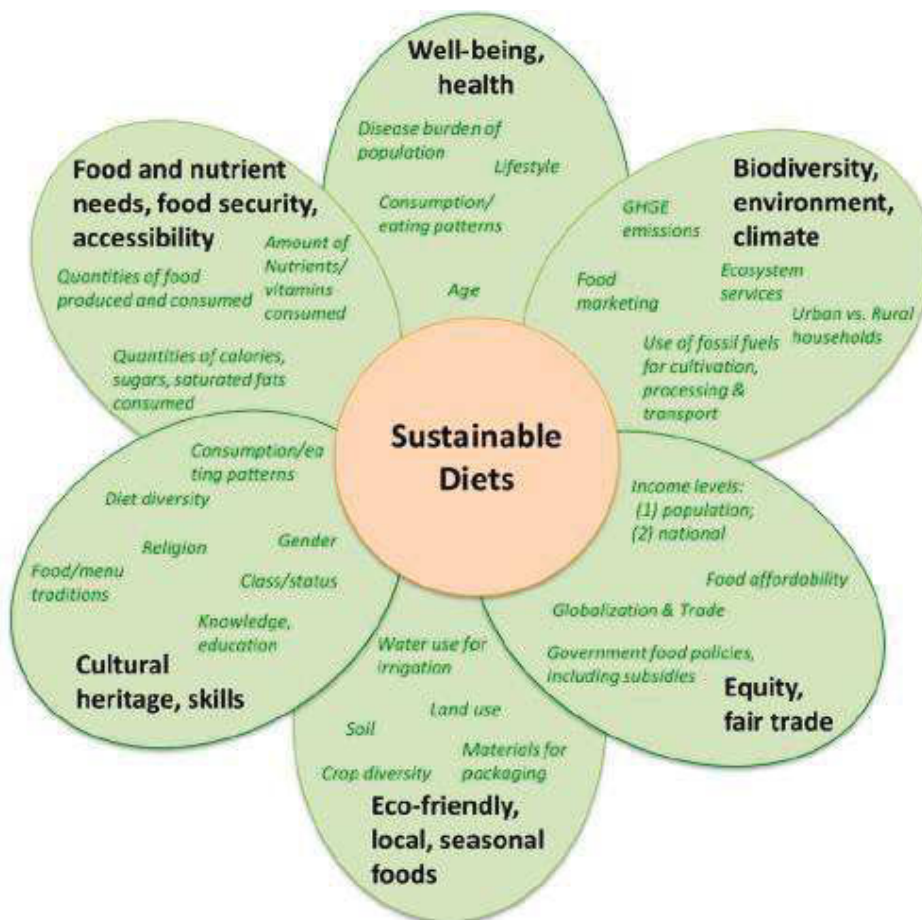 Well-being,
health
Disease burden of
population
Lifestyle
Consumption/
eating patterns
Age
Food and nutrient
needs, food security,
accessibility
Amount of
Nutrients/
vitamins
consumed
Quantities of food
produced and consumed
Quantities of calories,
sugars, saturated fats
consumed
Biodiversity,
environment,
climate
GHGE
emissions
Ecosystem
services
Food
marketing
Urban vs. Rural
households
Use of fossil fuels
for cultivation,
processing &
transport
Sustainable
Diets
Consumption/ea
ting patterns
Diet diversity
Religion
Gender
Food/menu
traditions
Class/status
Knowledge,
education
Cultural
heritage, skills
Income levels:
(1) population;
(2) national
Food affordability
Globalization & Trade
Government food policies,
including subsidies
Equity,
fair trade
Water use for
irrigation
Land use
Soil
Materials for
packaging
Crop diversity
Eco-friendly,
local, seasonal
foods